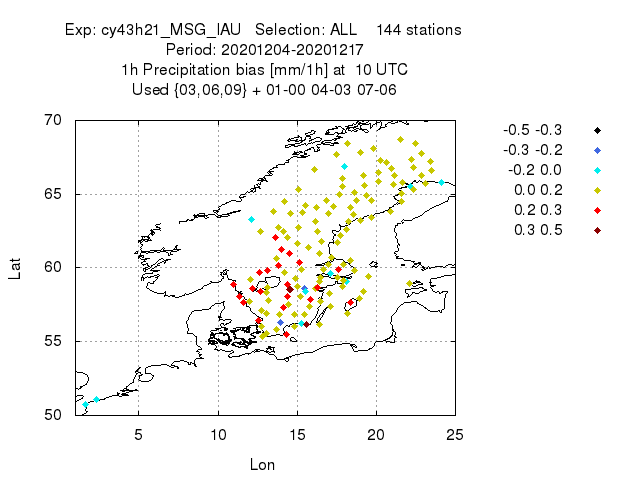 Exp: cy43h21_MSG_IAU   Selection: ALL    144 stations
Period: 20201204-20201217
1h Precipitation bias [mm/1h] at  10 UTC
Used {03,06,09} + 01-00 04-03 07-06
70
65
60
55
50
Lat
5
10
15
20
25
Lon
-0.5 -0.3
-0.3 -0.2
-0.2 0.0
0.0 0.2
0.2 0.3
0.3 0.5